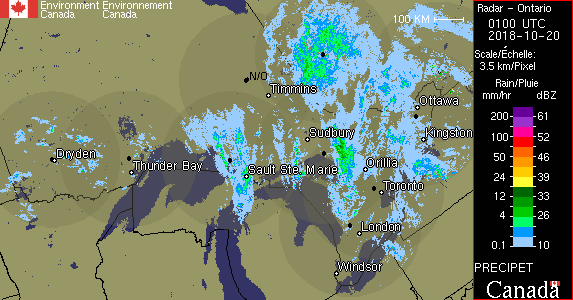 Environment Environnement
Canada Canada
100 KM
N/O
Timmins
Ottawa
Sudbury
Kingston
Dryden
Thunder Bay
Sault Ste. Marie
Orillia
Toronto
London
Windsor
Radar - Ontario
0100 UTC
2018-10-20
Scale/Échelle:
3.5 km/Pixel
Rain/Pluie
mm/hr dBZ
200 61
100 52
50 46
24 39
12 33
4 26
0.1 10
PRECIPET
Canada